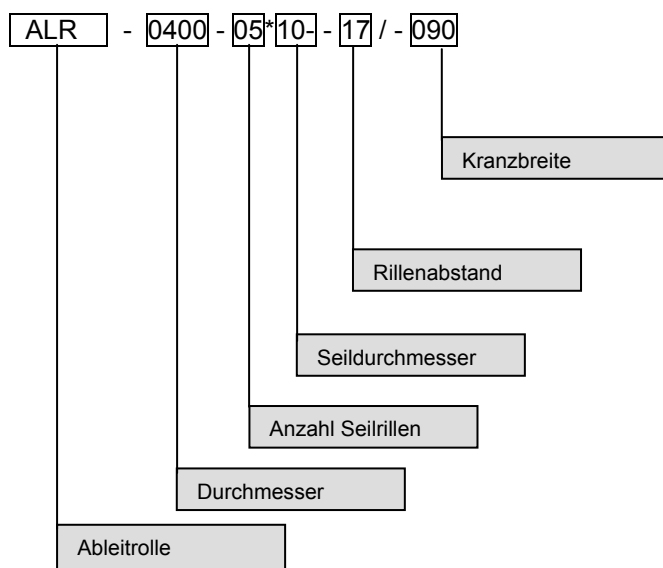 ALR - 0400 - 05*10- - 17 / - 090
Kranzbreite
Rillenabstand
Seildurchmesser
Anzahl Seilrillen
Durchmesser
Ableitrolle